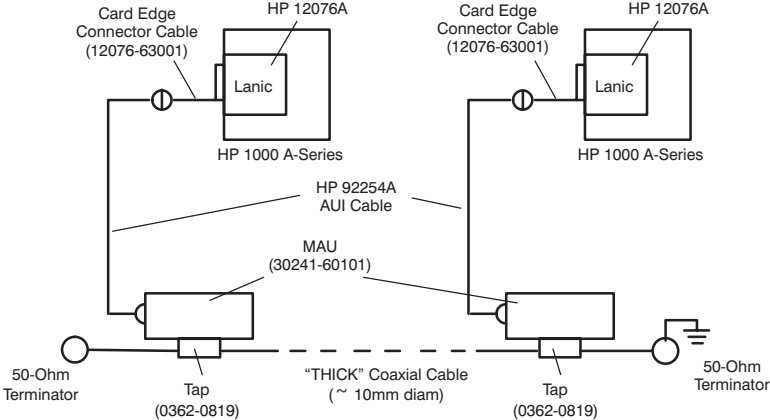 Card Edge
Connector Cable
(12076-63001)
HP 12076A
Lanic
HP 1000 A-Series
Card Edge
Connector Cable
(12076-63001)
HP 12076A
Lanic
HP 1000 A-Series
HP 92254A
AUI Cable
MAU
(30241-60101)
50-Ohm
Terminator
Tap
(0362-0819)
“THICK” Coaxial Cable
(~ 10mm diam)
Tap
(0362-0819)
50-Ohm
Terminator